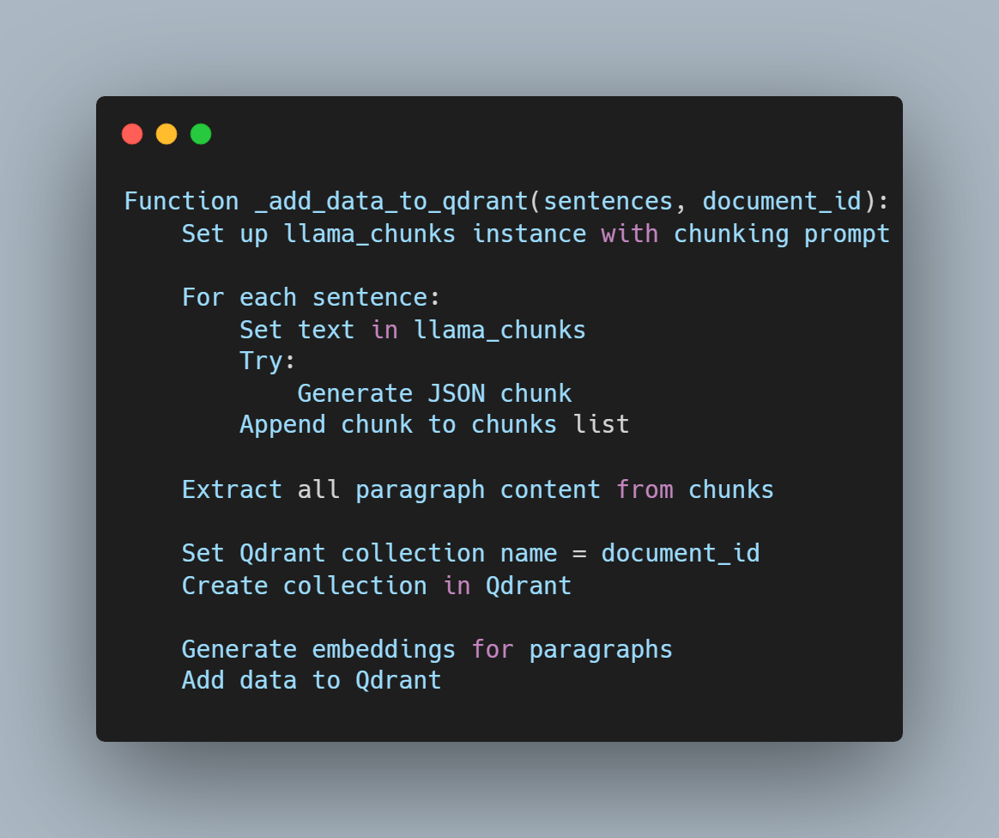 Function _add_data_to_qdrant(sentences, document_id):
    Set up llama_chunks instance with chunking prompt

    For each sentence:
        Set text in llama_chunks
        Try:
            Generate JSON chunk
        Append chunk to chunks list

    Extract all paragraph content from chunks

    Set Qdrant collection name = document_id
    Create collection in Qdrant

    Generate embeddings for paragraphs
    Add data to Qdrant